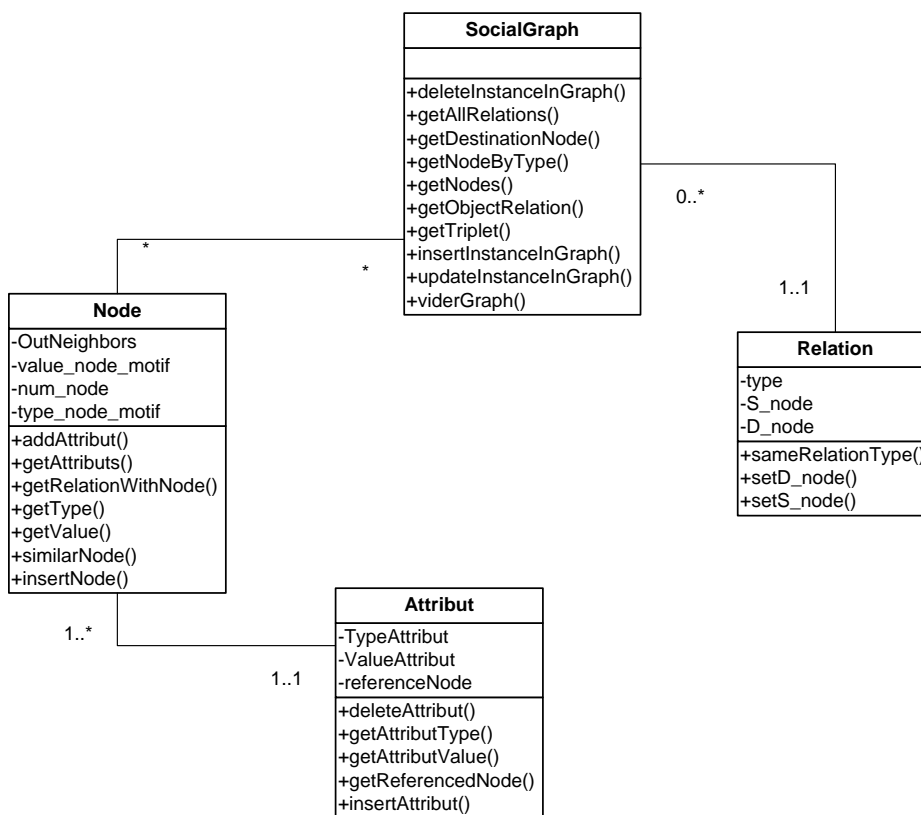 SocialGraph
+deleteInstanceInGraph()
+getAllRelations()
+getDestinationNode()
+getNodeByType()
+getNodes()
+getObjectRelation()
+getTriplet()
+insertInstanceInGraph()
+updateInstanceInGraph()
+viderGraph()
0..*
1..1
*
*
Node
-OutNeighbors
-value_node_motif
-num_node
-type_node_motif
+addAttribut()
+getAttributs()
+getRelationWithNode()
+getType()
+getValue()
+similarNode()
+insertNode()
Relation
-type
-S_node
-D_node
+sameRelationType()
+setD_node()
+setS_node()
1..*
1..1
Attribut
-TypeAttribut
-ValueAttribut
-referenceNode
+deleteAttribut()
+getAttributType()
+getAttributValue()
+getReferencedNode()
+insertAttribut()